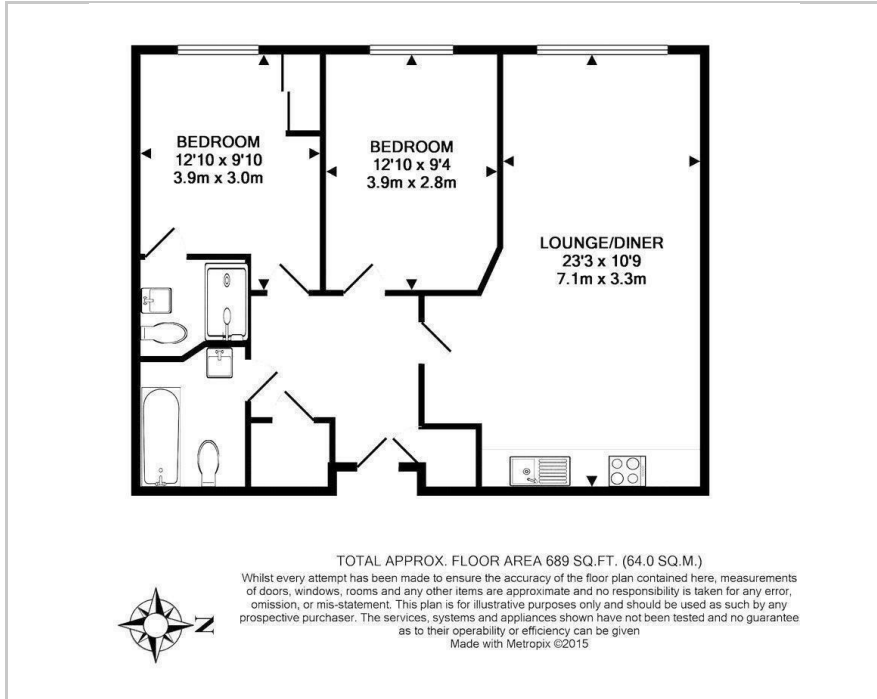 BEDROOM
12'10 x 9'10
3.9m x 3.0m
BEDROOM
12'10 x 9'4
3.9m x 2.8m
LOUNGE/DINER
23'3 x 10'9
7.1m x 3.3m
TOTAL APPROX. FLOOR AREA 689 SQ.FT. (64.0 SQ.M.)
Whilst every attempt has been made to ensure the accuracy of the floor plan contained here, measurements
of doors, windows, rooms and any other items are approximate and no responsibility is taken for any error,
omission, or mis-statement. This plan is for illustrative purposes only and should be used as such by any
prospective purchaser. The services, systems and appliances shown have not been tested and no guarantee
as to their operability or efficiency can be given
Made with Metropix ©2015
N